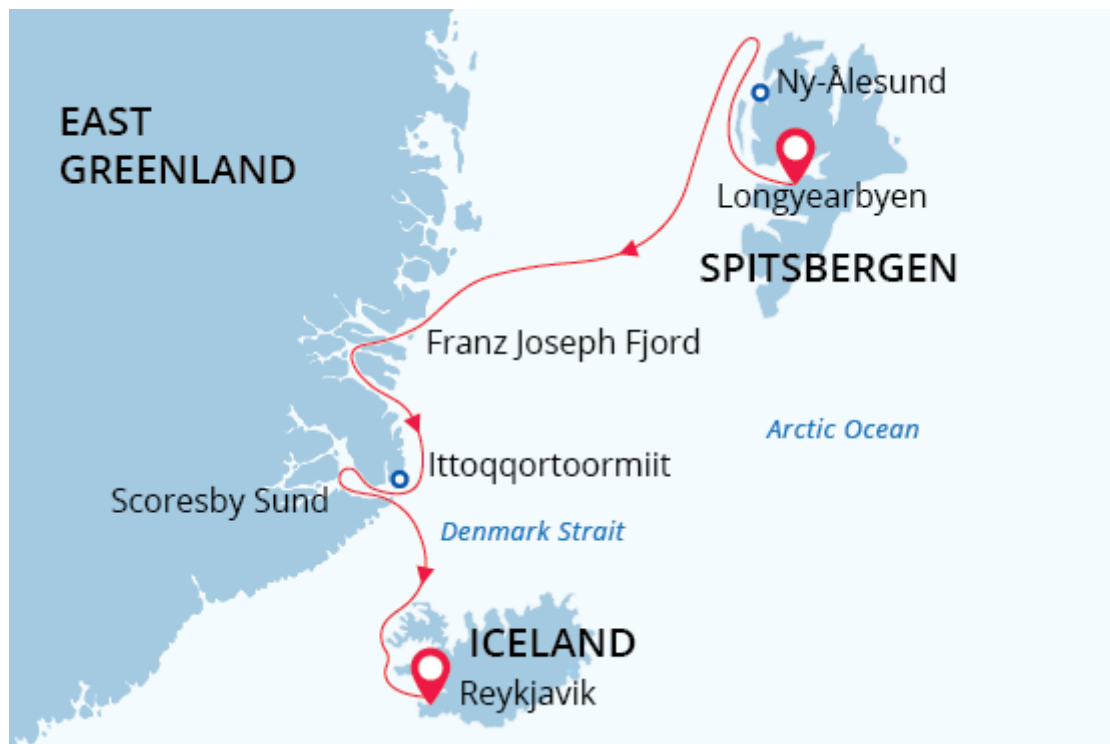 EAST
GREENLAND
Ny-Ålesund
Longyearbyen
SPITSBERGEN
Franz Joseph Fjord
Arctic Ocean
Ittoqqortoormiit
Scoresby Sund
Denmark Strait
ICELAND
Reykjavik